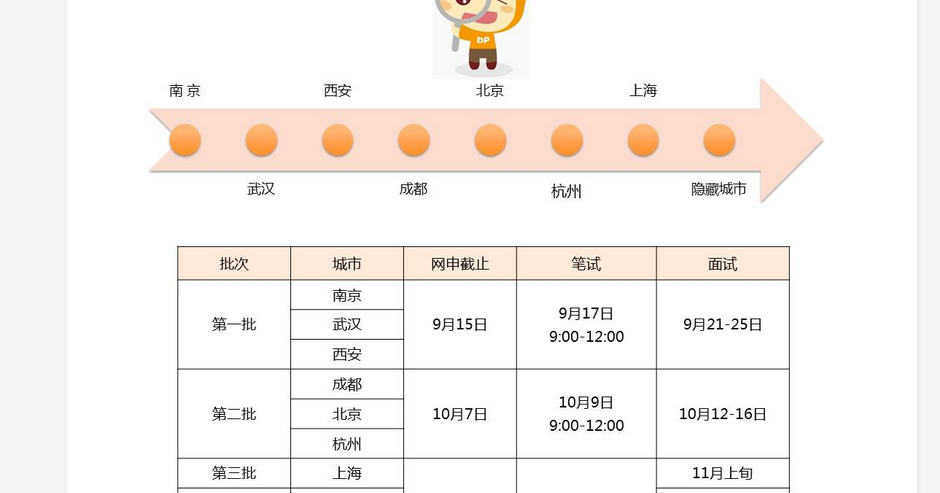 DP
南 京
西安
北京
上海
武汉
成都
杭州
隐藏城市
批次
城市
网申截止
笔试
面试
第一批
南京
武汉
西安
9月15日
9月17日
9:00-12:00
9月21-25日
第二批
成都
北京
杭州
10月7日
10月9日
9:00-12:00
10月12-16日
第三批
上海
11月上旬